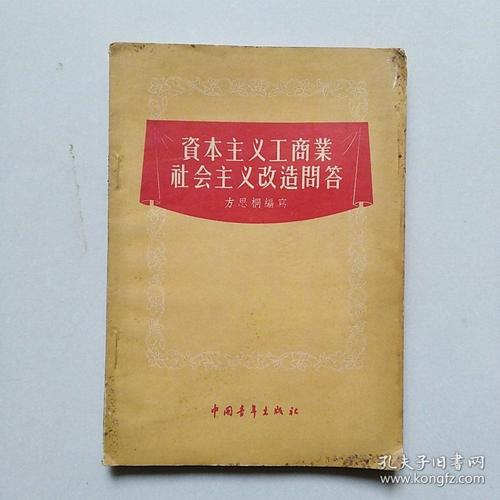 資本主义工商業
社会主义改造問答
方思桐編寫
中国青年出版社
孔夫子旧书网
www.kongfz.com